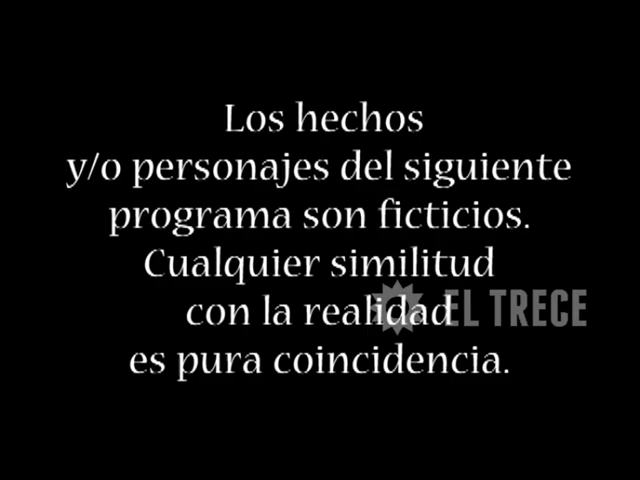 Los hechos
y/o personajes del siguiente
programa son ficticios.
Cualquier similitud
con la realidad
EL TRECE
es pura coincidencia.